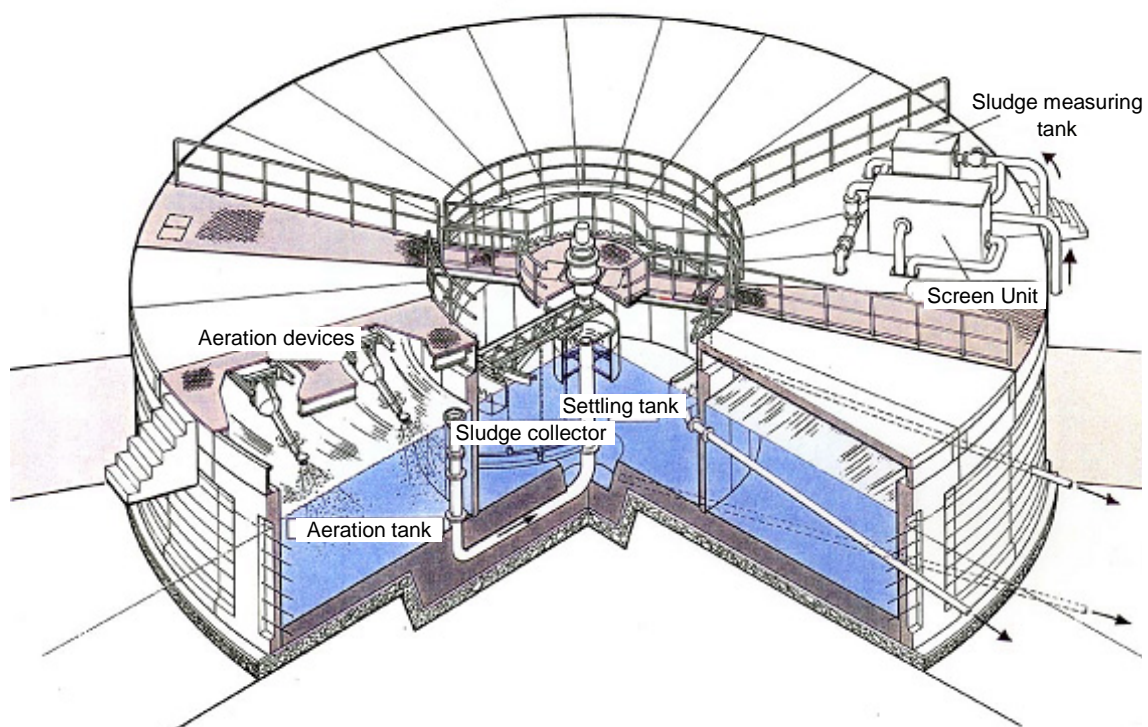 Sludge measuring
tank
Screen Unit
Aeration devices
Settling tank
Sludge collector
Aeration tank